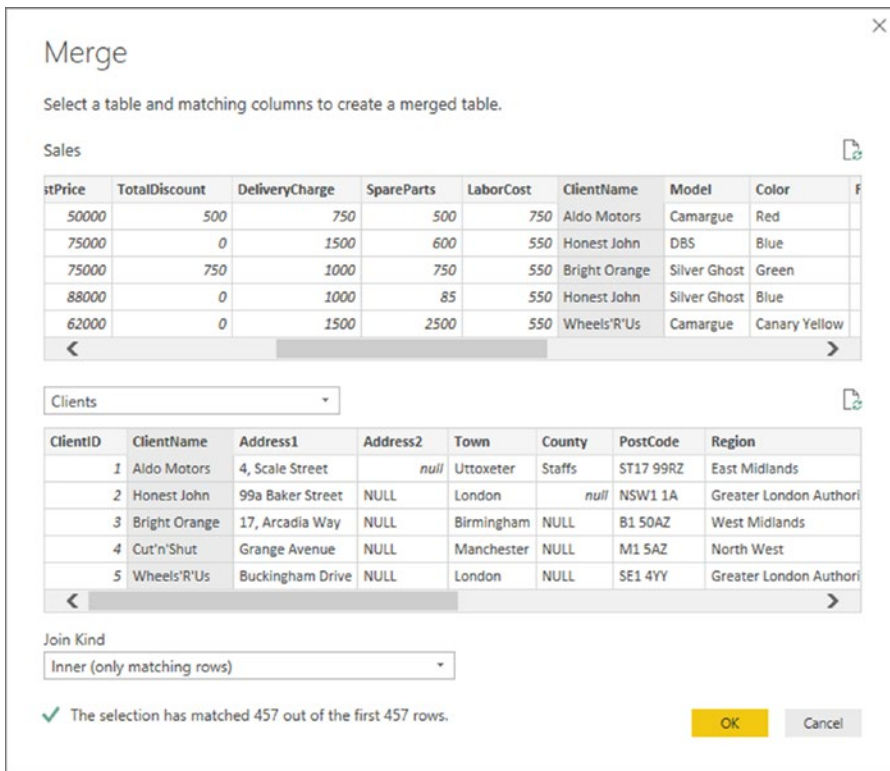 Merge
Select a table and matching columns to create a merged table.
Sales
stPrice TotalDiscount DeliveryCharge SpareParts LaborCost ClientName Model Color F
50000 500 750 500 750 Aldo Motors Camargue Red
75000 0 1500 600 550 Honest John DBS Blue
75000 750 1000 750 550 Bright Orange Silver Ghost Green
88000 0 1000 85 550 Honest John Silver Ghost Blue
62000 0 1500 2500 550 Wheels'R'Us Camargue Canary Yellow
Clients
ClientID ClientName Address1 Address2 Town County PostCode Region
1 Aldo Motors 4, Scale Street null Uttoxeter Staffs ST17 99RZ East Midlands
2 Honest John 99a Baker Street NULL London null NSW1 1A Greater London Authori
3 Bright Orange 17, Arcadia Way NULL Birmingham NULL B1 50AZ West Midlands
4 Cut'n'Shut Grange Avenue NULL Manchester NULL M1 5AZ North West
5 Wheels'R'Us Buckingham Drive NULL London NULL SE1 4YY Greater London Authori
Join Kind
Inner (only matching rows)
The selection has matched 457 out of the first 457 rows.
OK Cancel